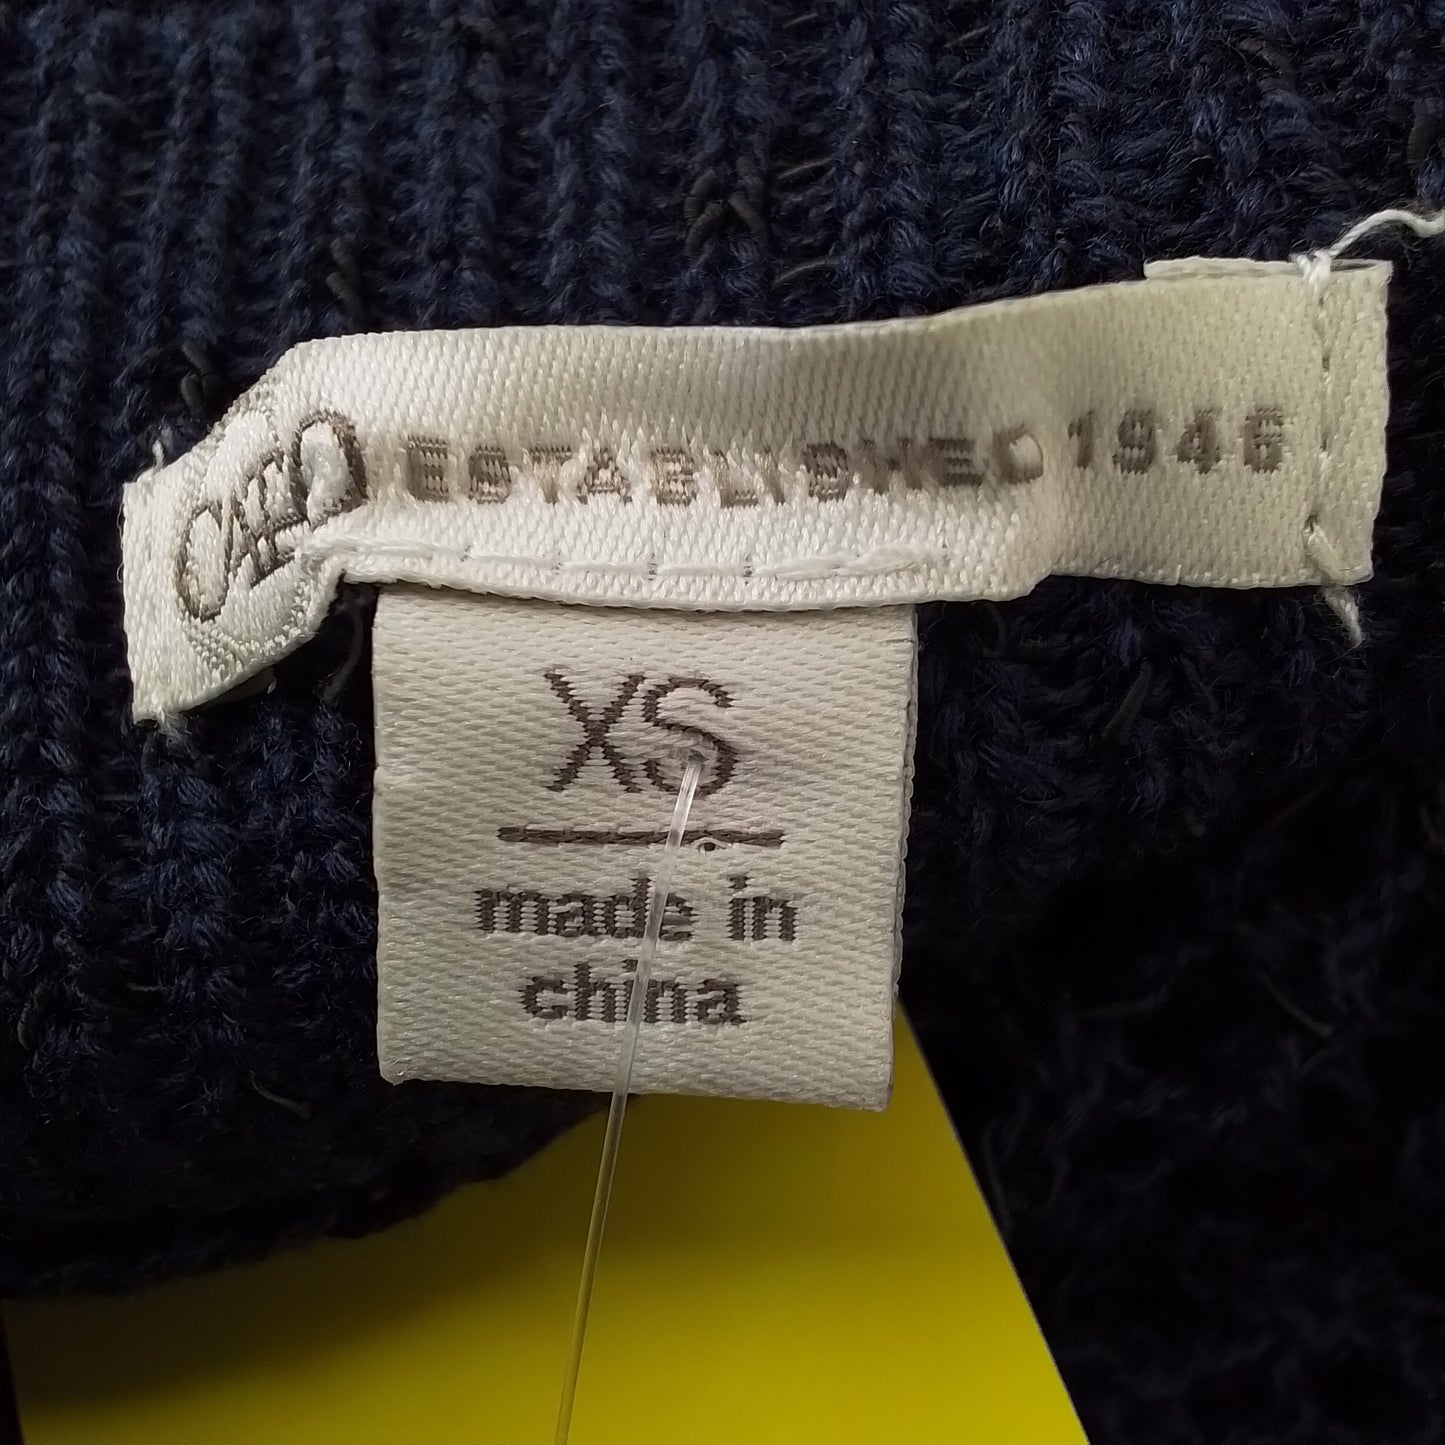 ESTABLISHED 1946
XS
made in
china